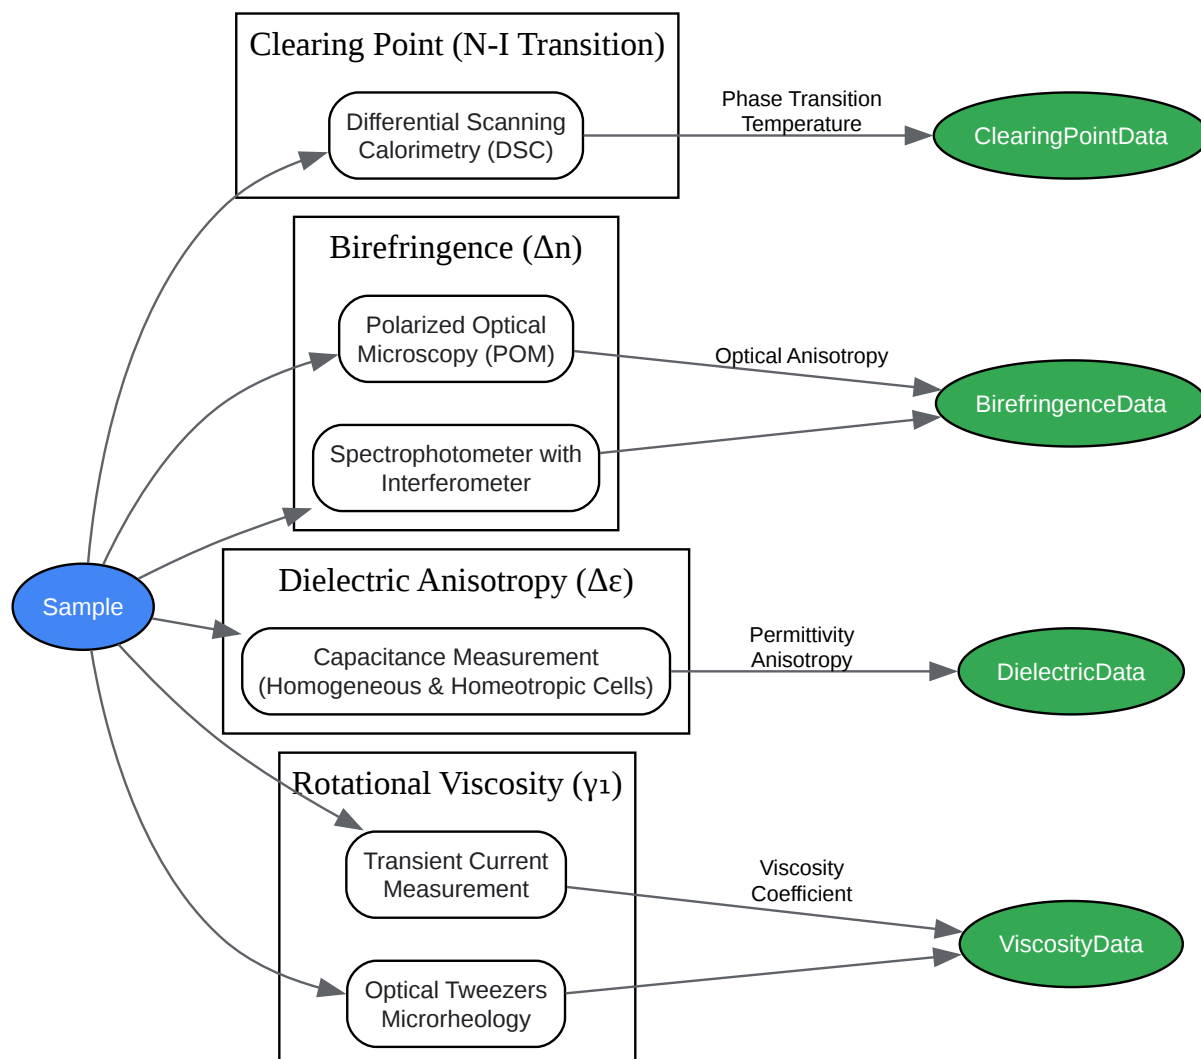 Clearing Point (N-I Transition)
Differential Scanning
Calorimetry (DSC)
Phase Transition
Temperature
ClearingPointData
Birefringence (Δn)
Polarized Optical
Microscopy (POM)
Optical Anisotropy
BirefringenceData
Spectrophotometer with
Interferometer
Sample
Dielectric Anisotropy (Δε)
Capacitance Measurement
(Homogeneous & Homeotropic Cells)
Permittivity
Anisotropy
DielectricData
Rotational Viscosity (γ₁)
Transient Current
Measurement
Viscosity
Coefficient
ViscosityData
Optical Tweezers
Microrheology